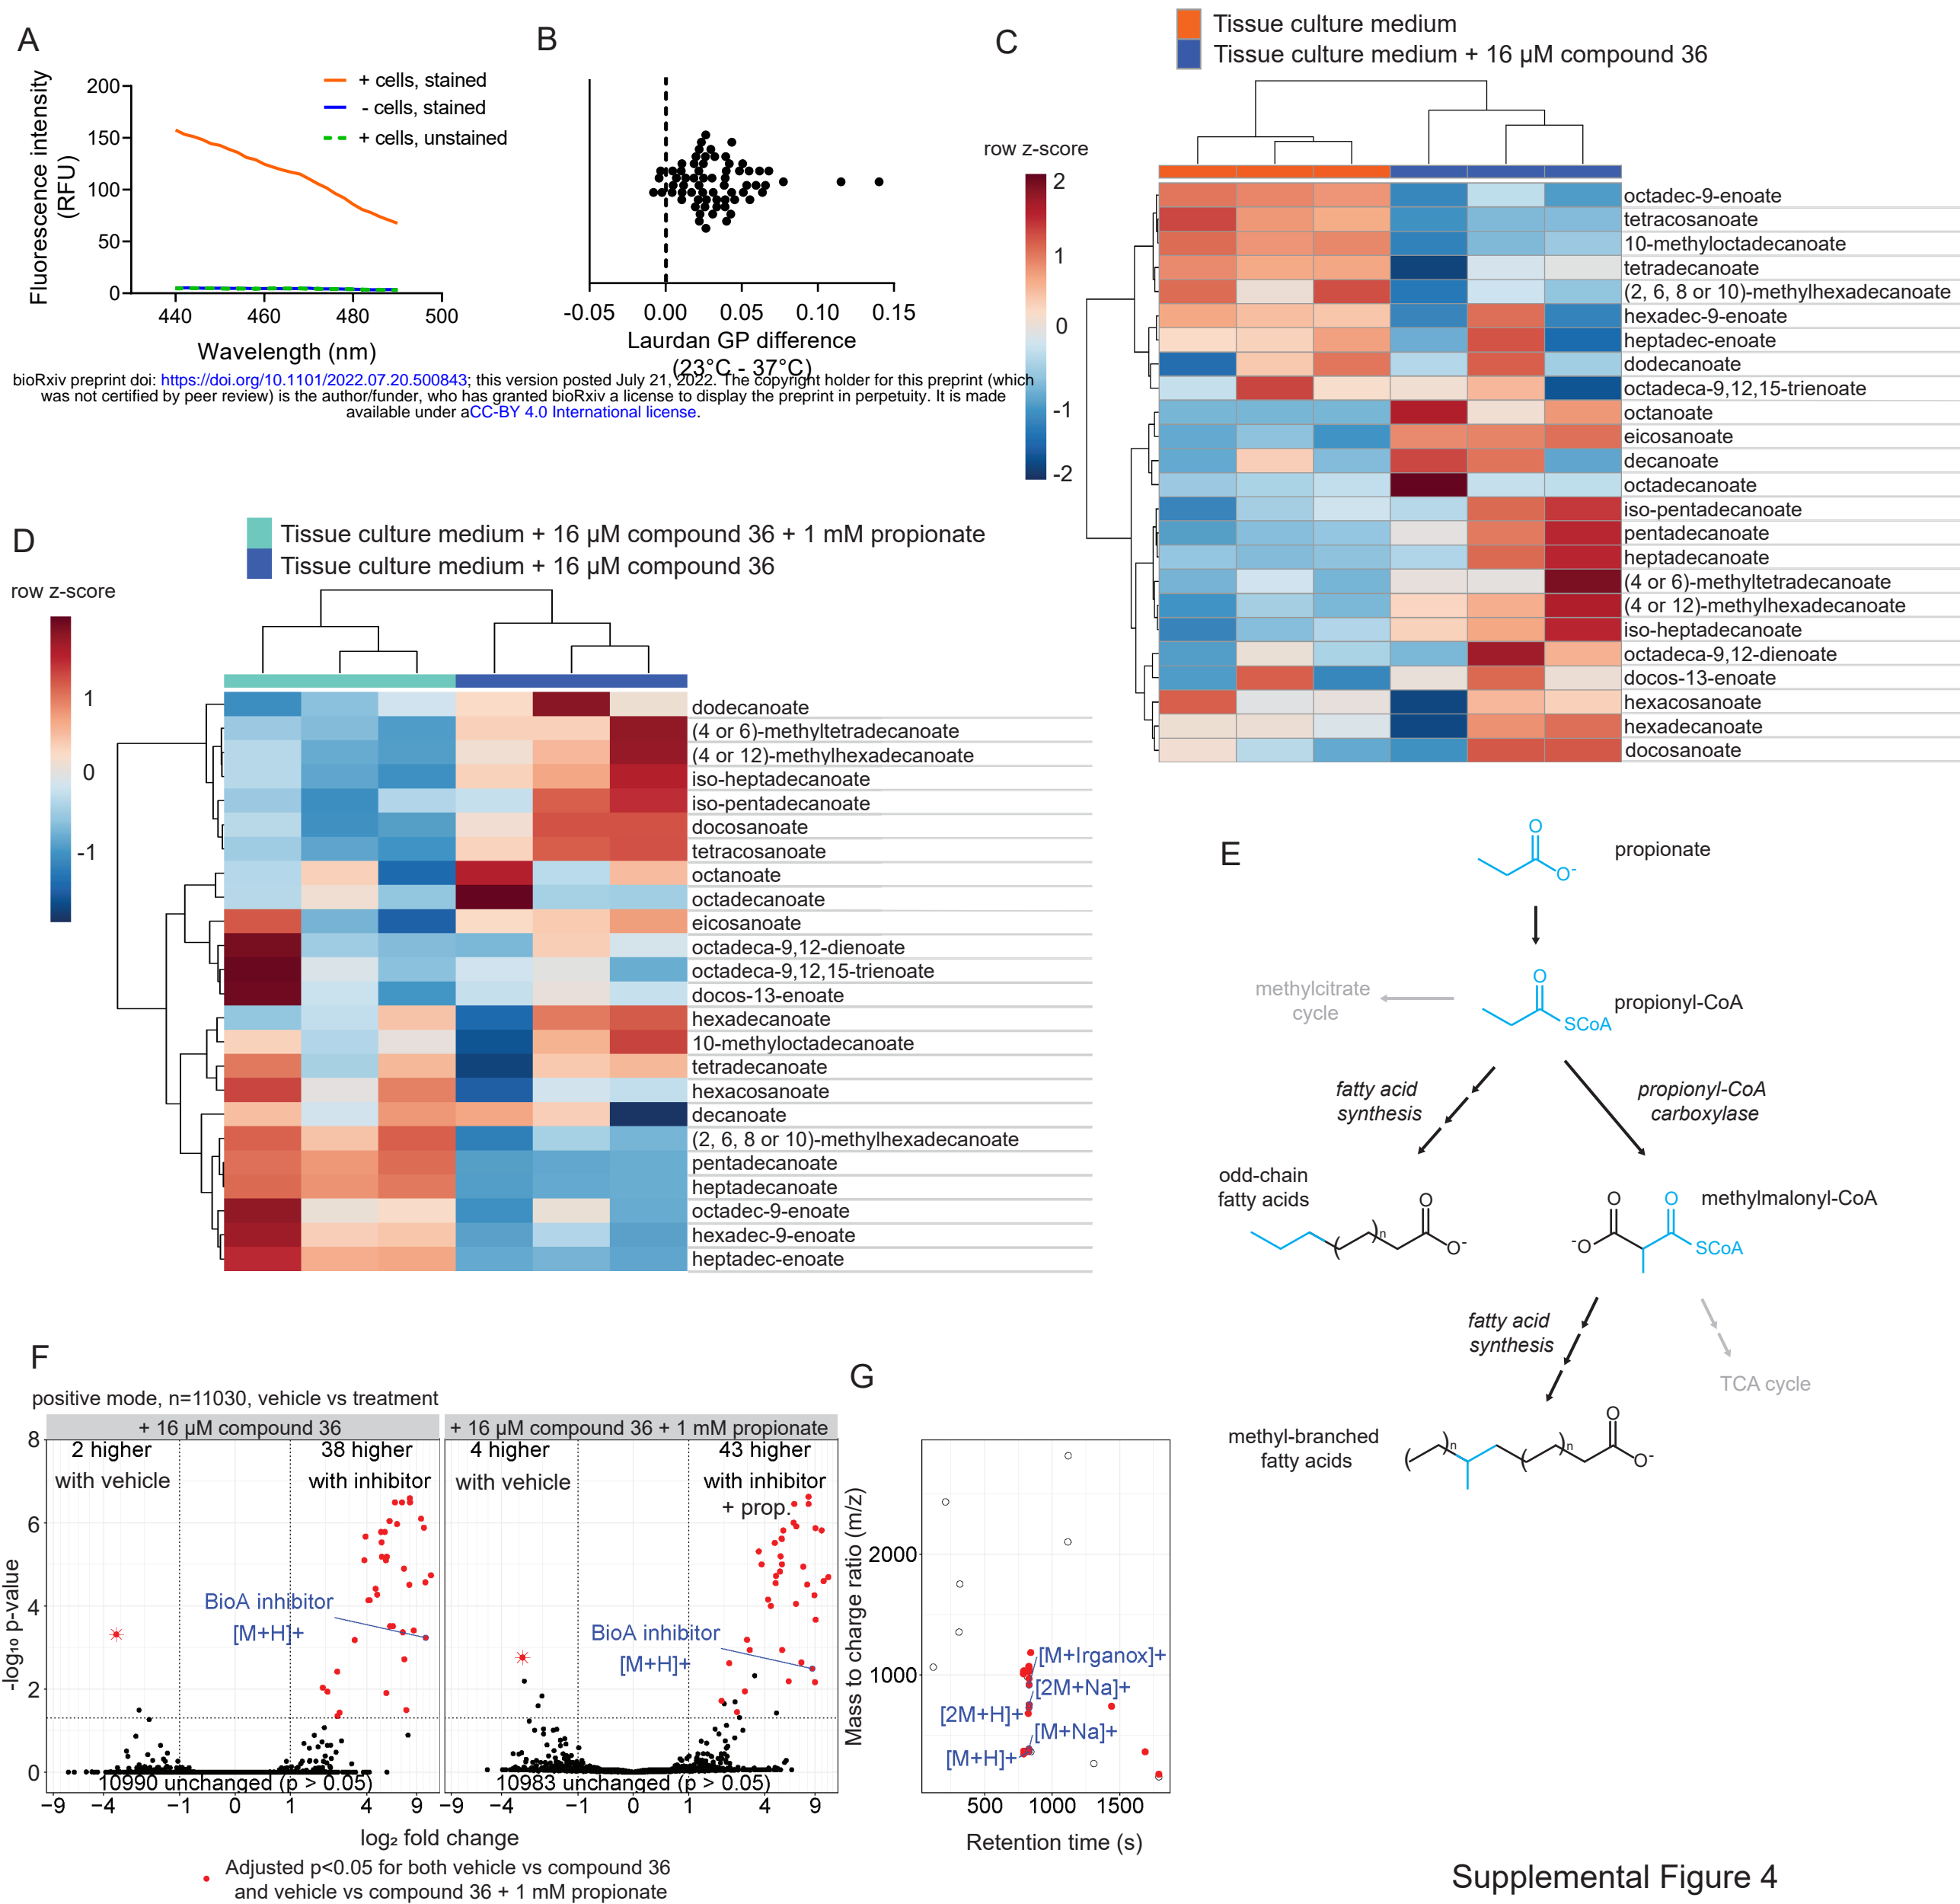 A
Fluorescence intensity
(RFU)
200
150
100
50
0
440
460
480
500
Wavelength (nm)
+ cells, stained
- cells, stained
+ cells, unstained
B
-0.05
0.00
0.05
0.10
0.15
Laurdan GP difference
(23°C - 37°C)
bioRxiv preprint doi: https://doi.org/10.1101/2022.07.20.500843; this version posted July 21, 2022. The copyright holder for this preprint (which
was not certified by peer review) is the author/funder, who has granted bioRxiv a license to display the preprint in perpetuity. It is made
available under aCC-BY 4.0 International license.
C
Tissue culture medium
Tissue culture medium + 16 µM compound 36
row z-score
2
1
0
-1
-2
octadec-9-enoate
tetracosanoate
10-methyloctadecanoate
tetradecanoate
(2, 6, 8 or 10)-methylhexadecanoate
hexadec-9-enoate
heptadec-enoate
dodecanoate
octadeca-9,12,15-trienoate
octanoate
eicosanoate
decanoate
octadecanoate
iso-pentadecanoate
pentadecanoate
heptadecanoate
(4 or 6)-methyltetradecanoate
(4 or 12)-methylhexadecanoate
iso-heptadecanoate
octadeca-9,12-dienoate
docos-13-enoate
hexacosanoate
hexadecanoate
docosanoate
D
Tissue culture medium + 16 µM compound 36 + 1 mM propionate
Tissue culture medium + 16 µM compound 36
row z-score
1
0
-1
dodecanoate
(4 or 6)-methyltetradecanoate
(4 or 12)-methylhexadecanoate
iso-heptadecanoate
iso-pentadecanoate
docosanoate
tetracosanoate
octanoate
octadecanoate
eicosanoate
octadeca-9,12-dienoate
octadeca-9,12,15-trienoate
docos-13-enoate
hexadecanoate
10-methyloctadecanoate
tetradecanoate
hexacosanoate
decanoate
(2, 6, 8 or 10)-methylhexadecanoate
pentadecanoate
heptadecanoate
octadec-9-enoate
hexadec-9-enoate
heptadec-enoate
E
O
O-
propionate
methylcitrate
cycle
O
SCoA
propionyl-CoA
fatty acid
synthesis
propionyl-CoA
carboxylase
odd-chain
fatty acids
( )n
O
O-
O
O
-O
SCoA
methylmalonyl-CoA
fatty acid
synthesis
TCA cycle
methyl-branched
fatty acids
( )n
( )n
O
O-
F
positive mode, n=11030, vehicle vs treatment
+ 16 µM compound 36
+ 16 µM compound 36 + 1 mM propionate
2 higher
with vehicle
38 higher
with inhibitor
4 higher
with vehicle
43 higher
with inhibitor
+ prop.
BioA inhibitor
[M+H]+
BioA inhibitor
[M+H]+
10990 unchanged (p > 0.05)
10983 unchanged (p > 0.05)
-log₁₀ p-value
8
6
4
2
0
−9
−4
−1
0
1
4
9
−9
−4
−1
0
1
4
9
log₂ fold change
Adjusted p<0.05 for both vehicle vs compound 36
and vehicle vs compound 36 + 1 mM propionate
G
Mass to charge ratio (m/z)
2000
1000
[M+Irganox]+
[2M+Na]+
[2M+H]+
[M+Na]+
[M+H]+
500
1000
1500
Retention time (s)
Supplemental Figure 4